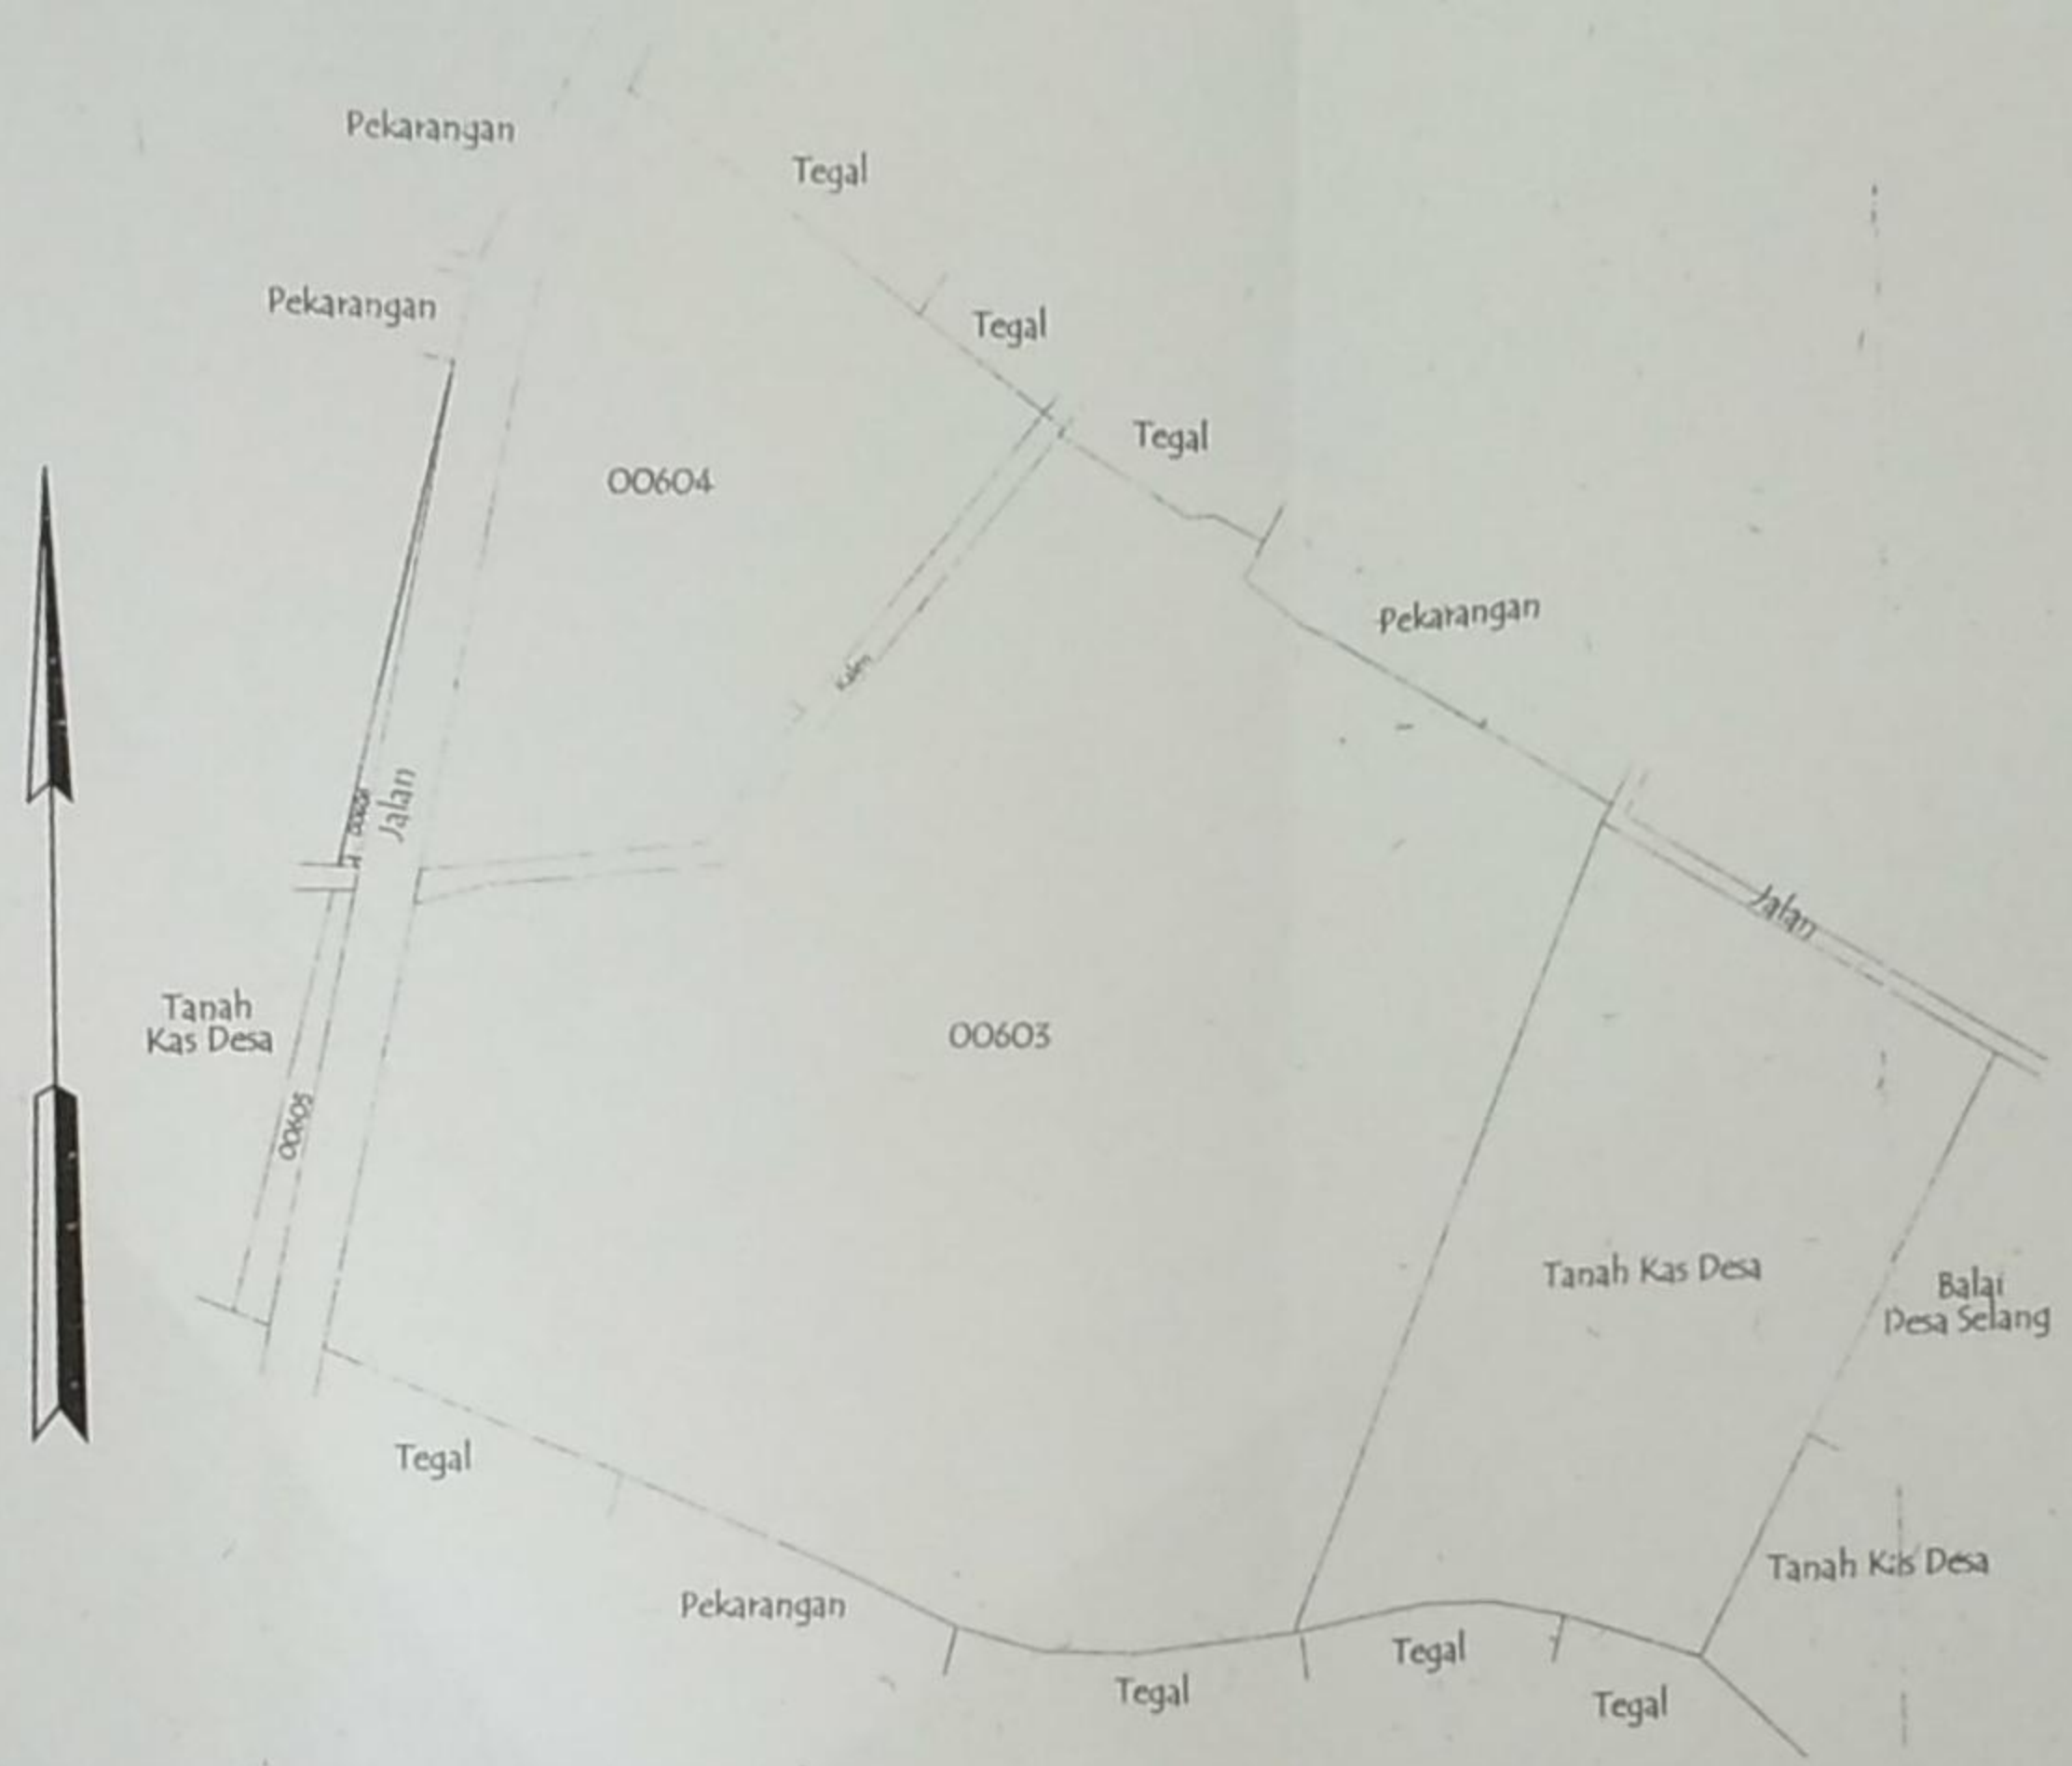 Pekarangan
Tegal
Pekarangan
Tegal
Tegal
00604
Pekarangan
Kalen
Jalan
Jalan
Tanah
Kas Desa
00603
00605
Tanah Kas Desa
Balai
Desa Selang
Tegal
Tanah Kas Desa
Pekarangan
Tegal
Tegal
Tegal